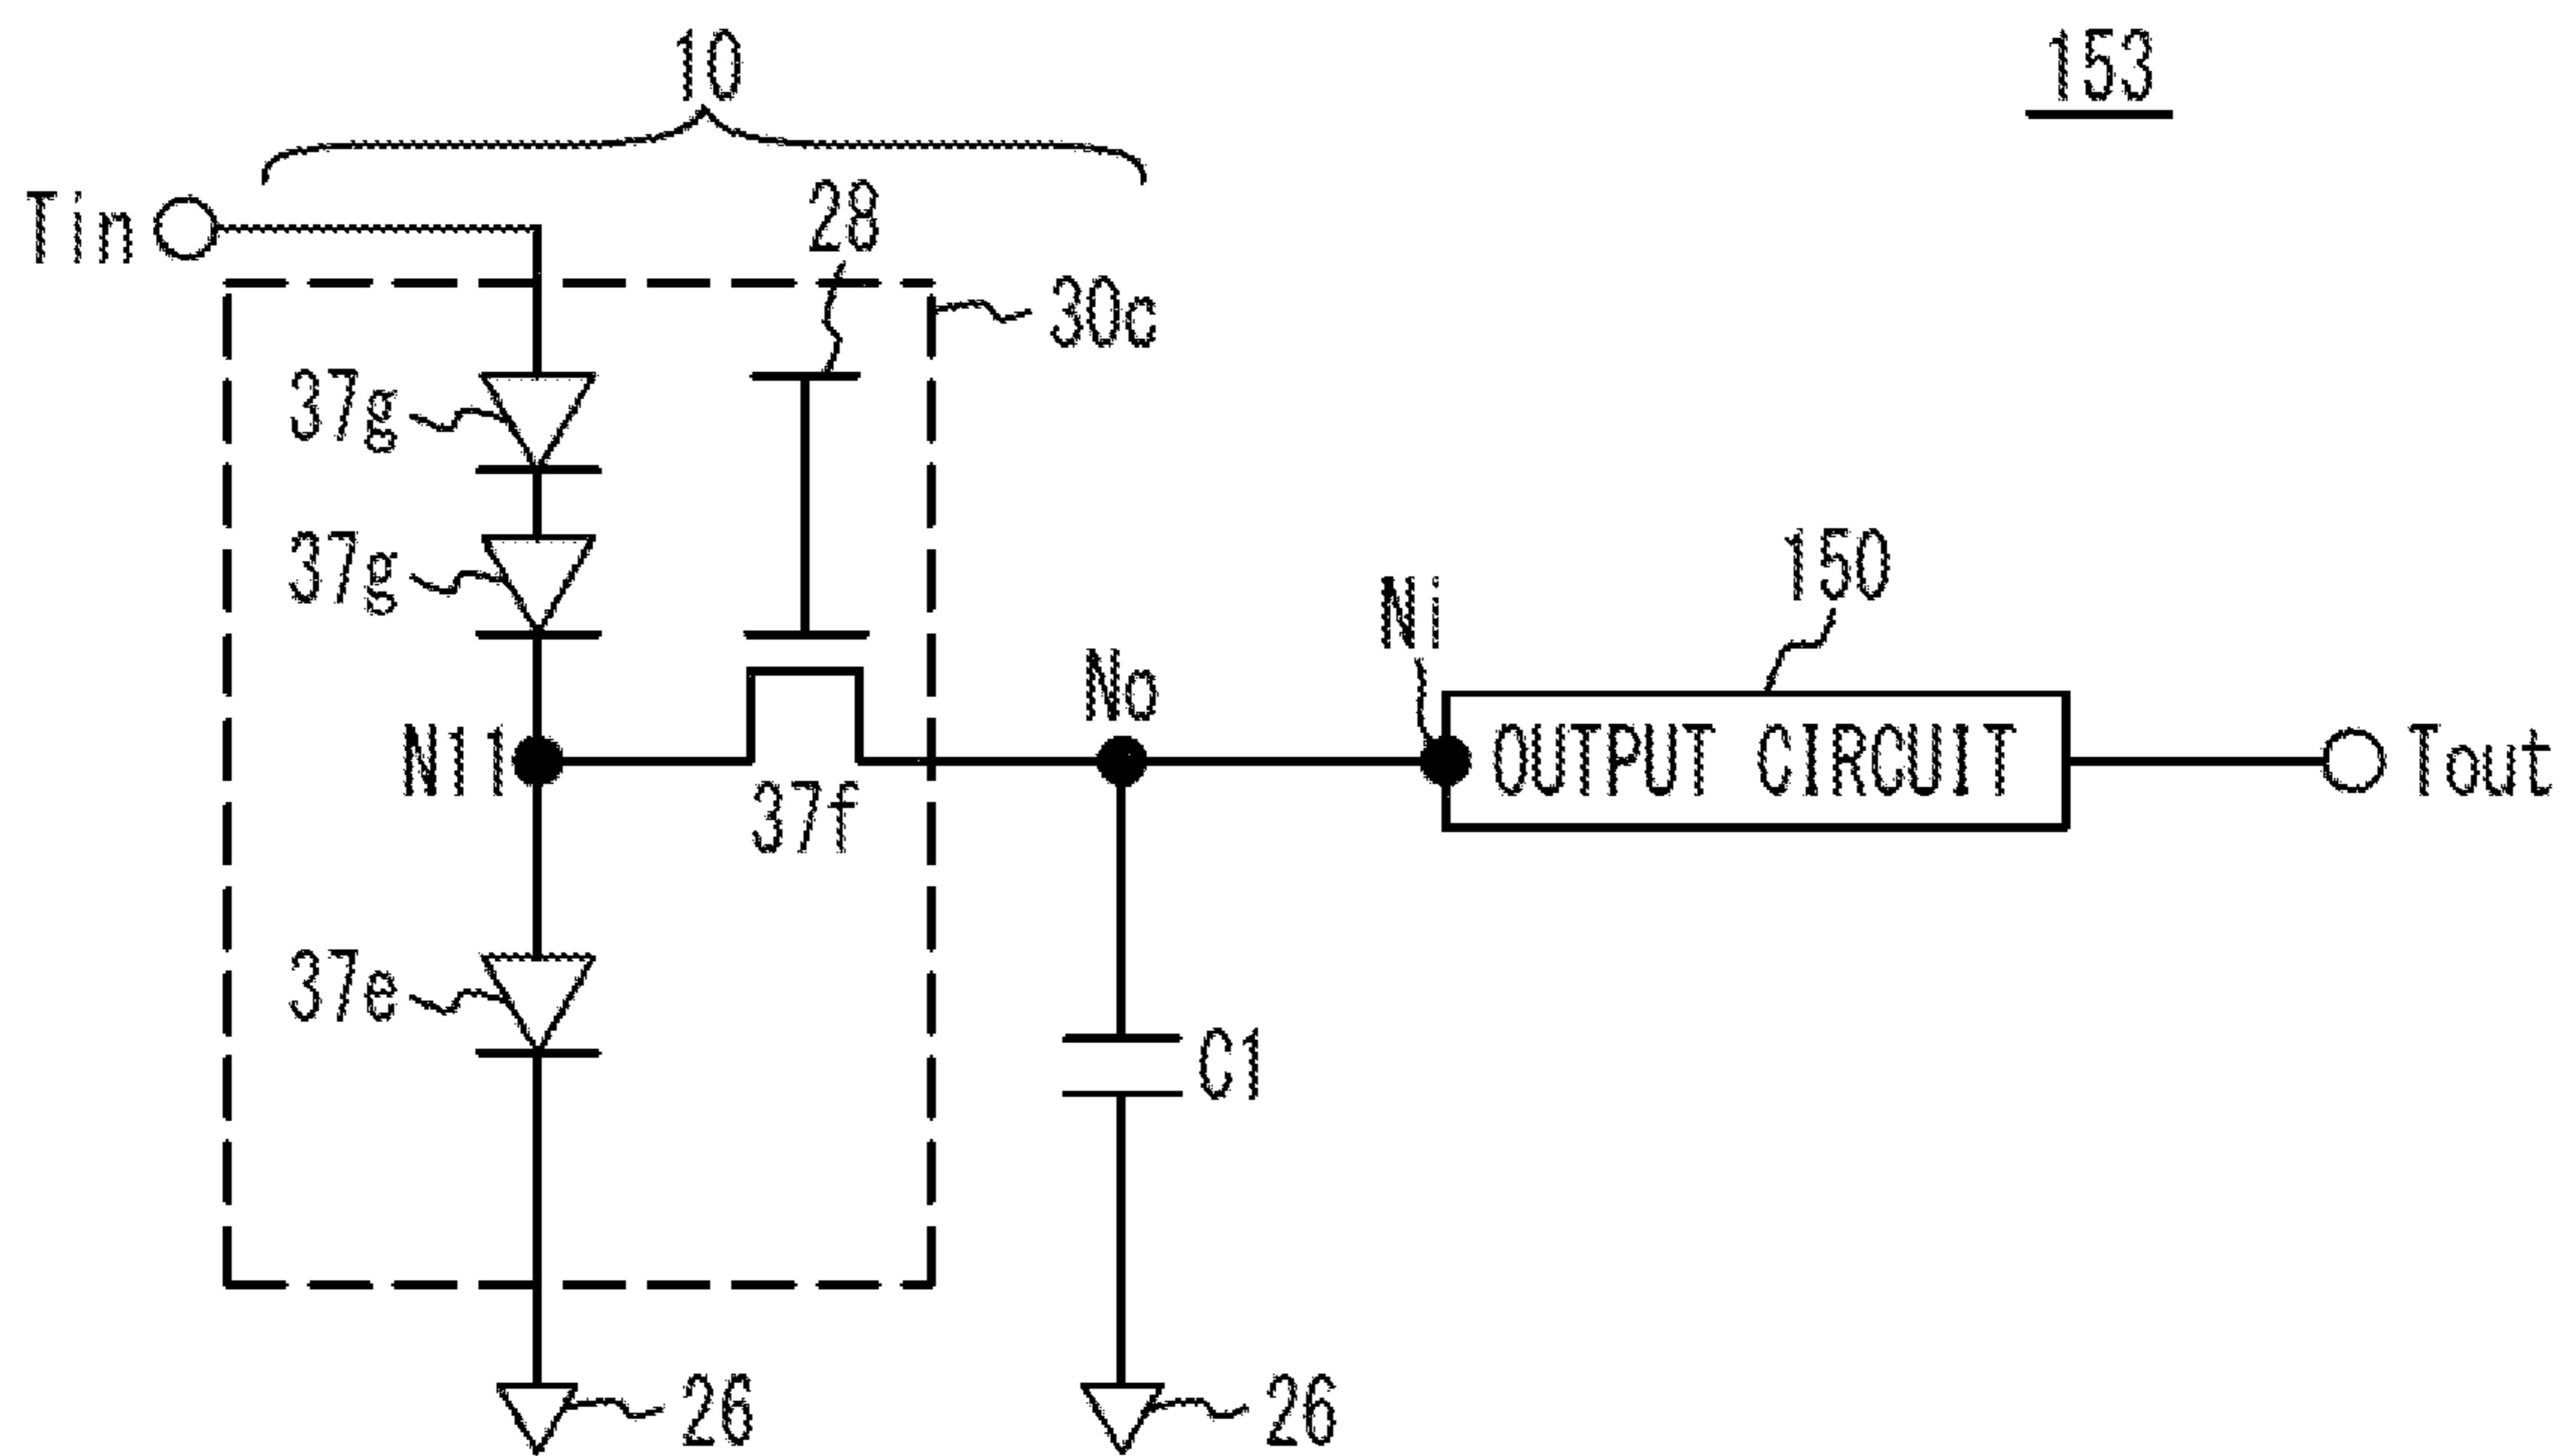 10
153
Tin
28
30c
37g
37g
150
Ni
No
N11
OUTPUT CIRCUIT
Tout
37f
37e
C1
26
26